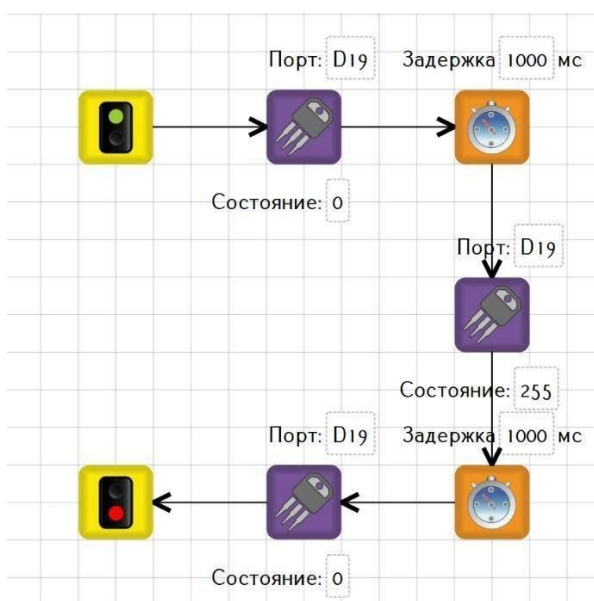 Порт: D19 Задержка 1000 мс
Состояние: 0
Порт: D19
Состояние: 255
Порт: D19 Задержка 1000 мс
Состояние: 0